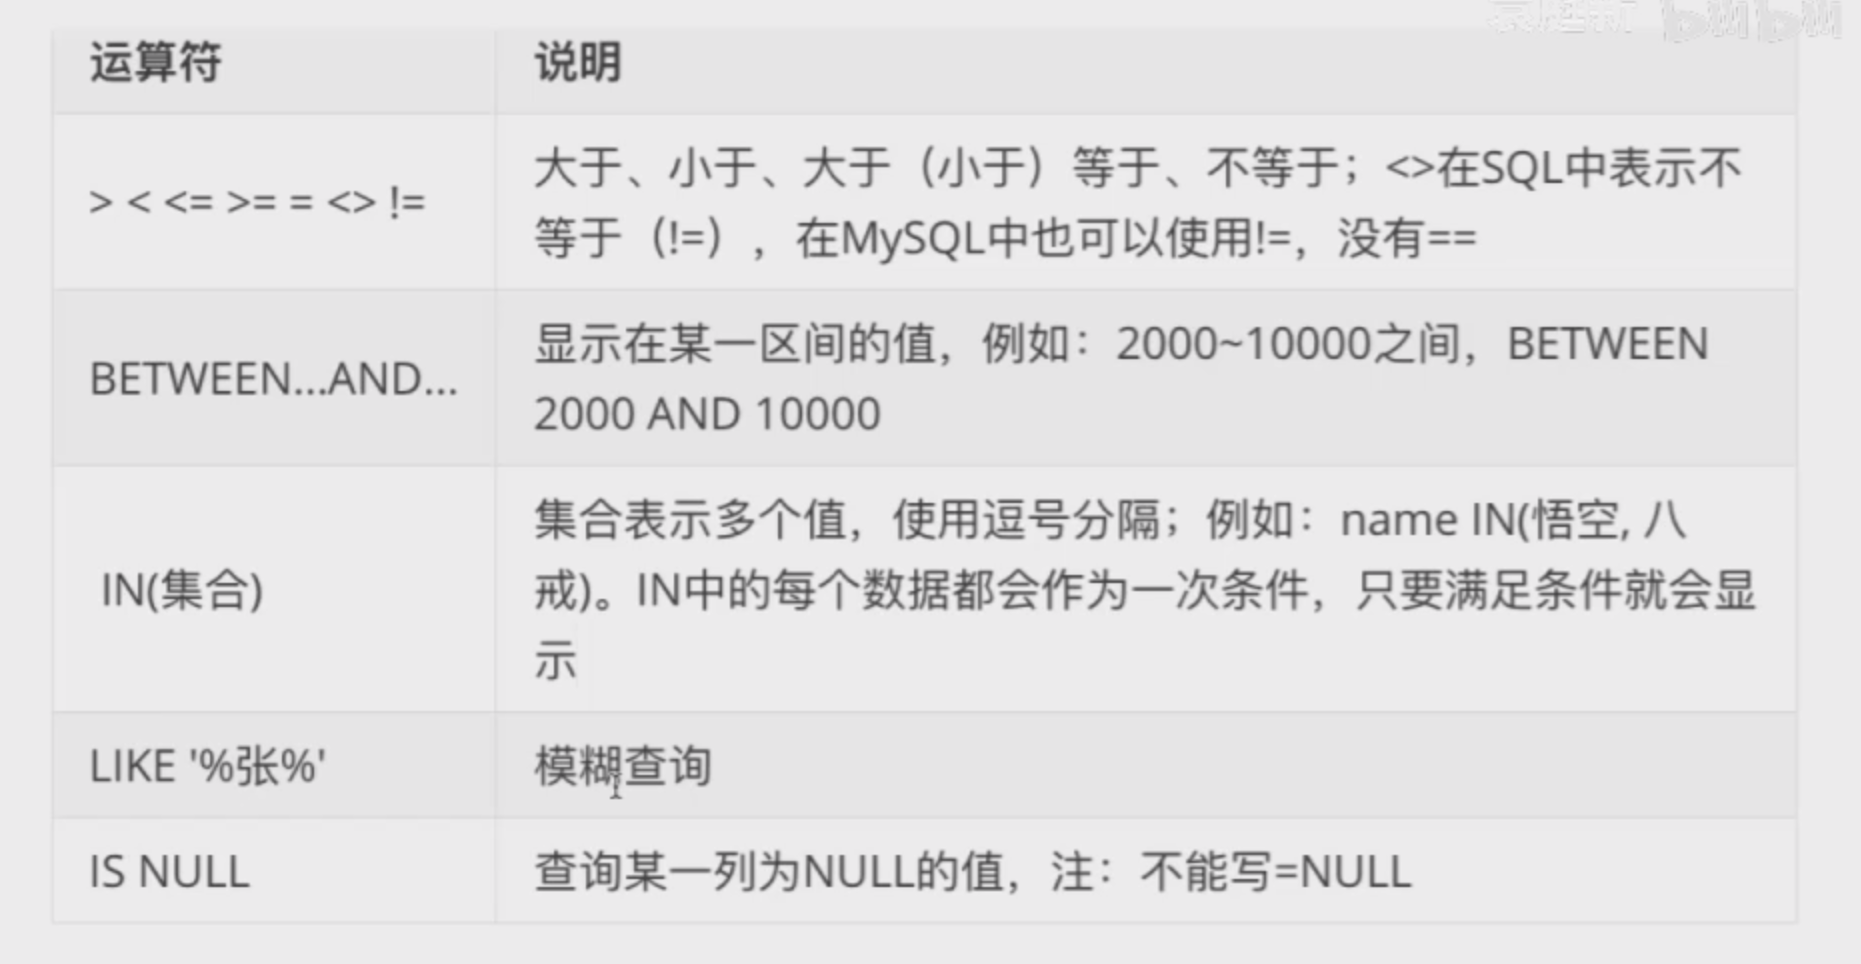 运算符
说明
> < <= >= = <> !=
大于、小于、大于（小于）等于、不等于；<>在SQL中表示不
等于（!=），在MySQL中也可以使用!=，没有==
BETWEEN...AND...
显示在某一区间的值，例如：2000~10000之间，BETWEEN
2000 AND 10000
IN(集合)
集合表示多个值，使用逗号分隔；例如：name IN(悟空, 八
戒)。IN中的每个数据都会作为一次条件，只要满足条件就会显
示
LIKE '%张%'
模糊查询
IS NULL
查询某一列为NULL的值，注：不能写=NULL